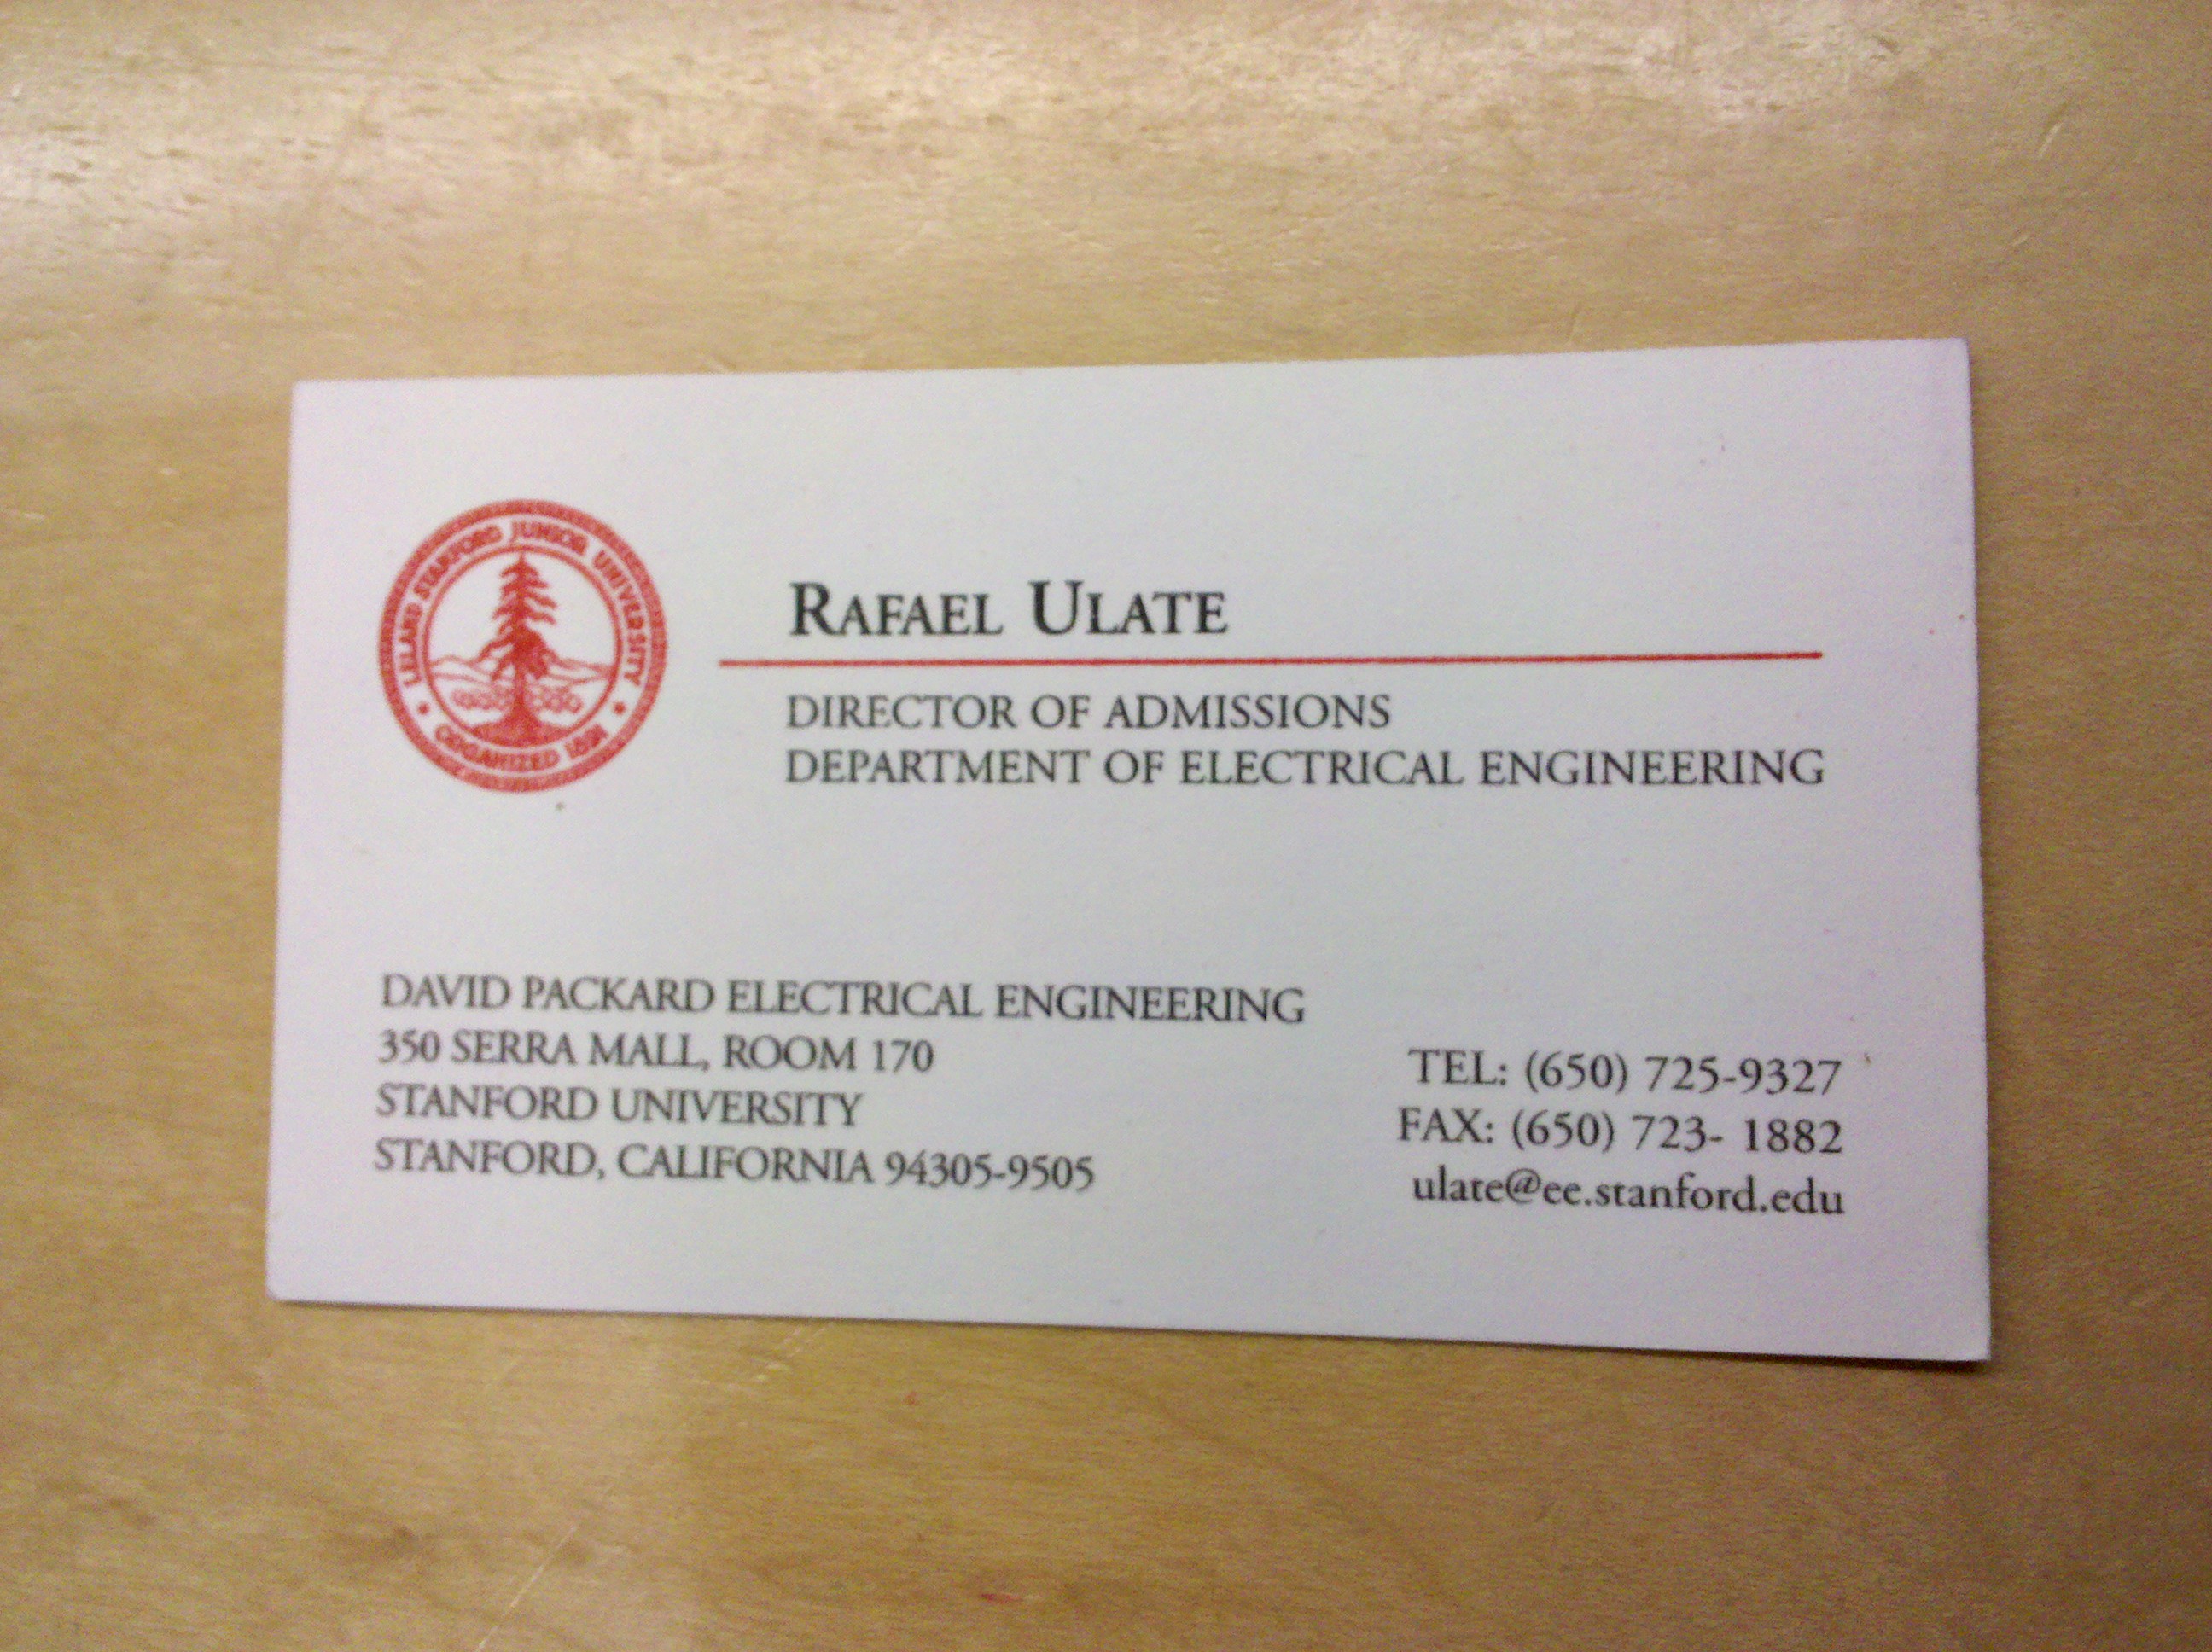 LELAND STANFORD JUNIOR UNIVERSITY
ORGANIZED 1891
RAFAEL ULATE
DIRECTOR OF ADMISSIONS
DEPARTMENT OF ELECTRICAL ENGINEERING
DAVID PACKARD ELECTRICAL ENGINEERING
350 SERRA MALL, ROOM 170
STANFORD UNIVERSITY
STANFORD, CALIFORNIA 94305-9505
TEL: (650) 725-9327
FAX: (650) 723- 1882
ulate@ee.stanford.edu